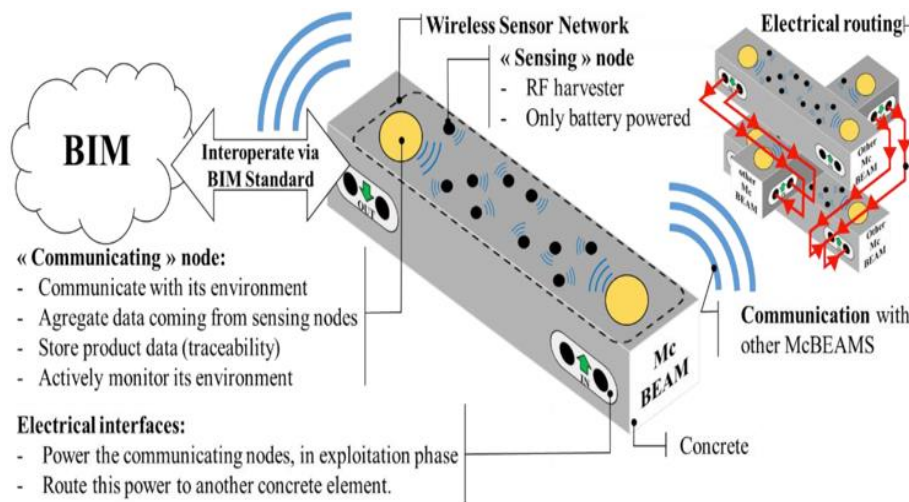 Wireless Sensor Network
« Sensing » node
- RF harvester
- Only battery powered
Electrical routing
BIM
Interoperate via
BIM Standard
OUT
« Communicating » node:
- Communicate with its environment
- Agregate data coming from sensing nodes
- Store product data (traceability)
- Actively monitor its environment
Mc
BEAM
IN
Other
Mc
BEAM
other
Mc
BEAM
Other
Mc
BEAM
Communication with
other McBEAMS
Electrical interfaces:
- Power the communicating nodes, in exploitation phase
- Route this power to another concrete element.
Concrete